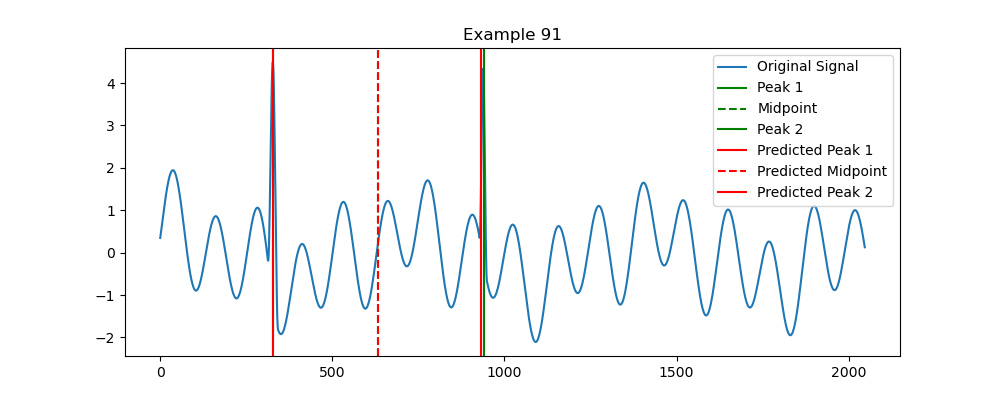 Example 91
Original Signal
Peak 1
Midpoint
Peak 2
Predicted Peak 1
Predicted Midpoint
Predicted Peak 2
4
3
2
1
0
−1
−2
0
500
1000
1500
2000